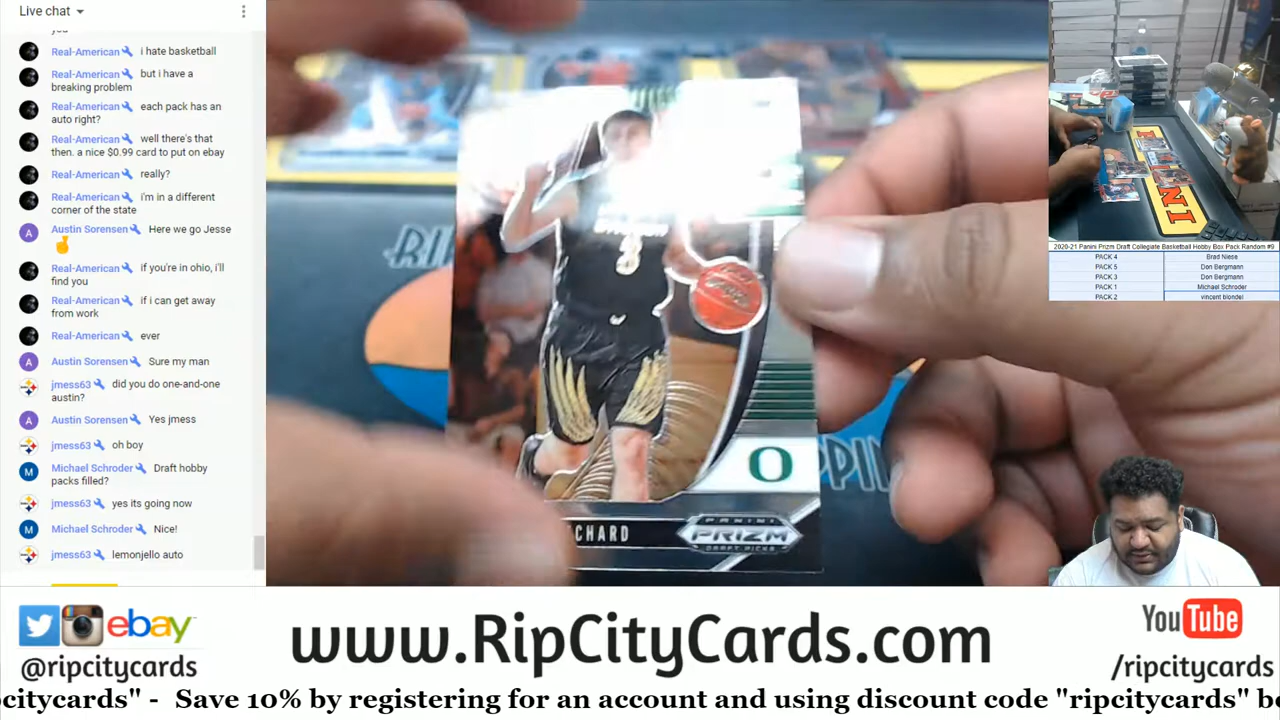 Live chat
you
Real-American i hate basketball
Real-American but i have a
breaking problem
Real-American each pack has an
auto right?
Real-American well there's that
then. a nice $0.99 card to put on ebay
Real-American really?
Real-American i'm in a different
corner of the state
A Austin Sorensen Here we go Jesse
Real-American if you're in ohio, i'll
find you
Real-American if i can get away
from work
Real-American ever
A Austin Sorensen Sure my man
jmess63 did you do one-and-one
austin?
A Austin Sorensen Yes jmess
jmess63 oh boy
M Michael Schroder Draft hobby
packs filled?
jmess63 yes its going now
M Michael Schroder Nice!
jmess63 lemonjello auto
3
O
CHARD
PANINI
PRIZM
DRAFT PICKS
RI
PPIN
NI
2020-21 Panini Prizm Draft Collegiate Basketball Hobby Box Pack Random #9
PACK 4 Brad Niese
PACK 5 Don Bergmann
PACK 3 Don Bergmann
PACK 1 Michael Schroder
PACK 2 vincent blondel
ebay
@ripcitycards
www.RipCityCards.com
YouTube
/ripcitycards
citycards" - Save 10% by registering for an account and using discount code "ripcitycards" be